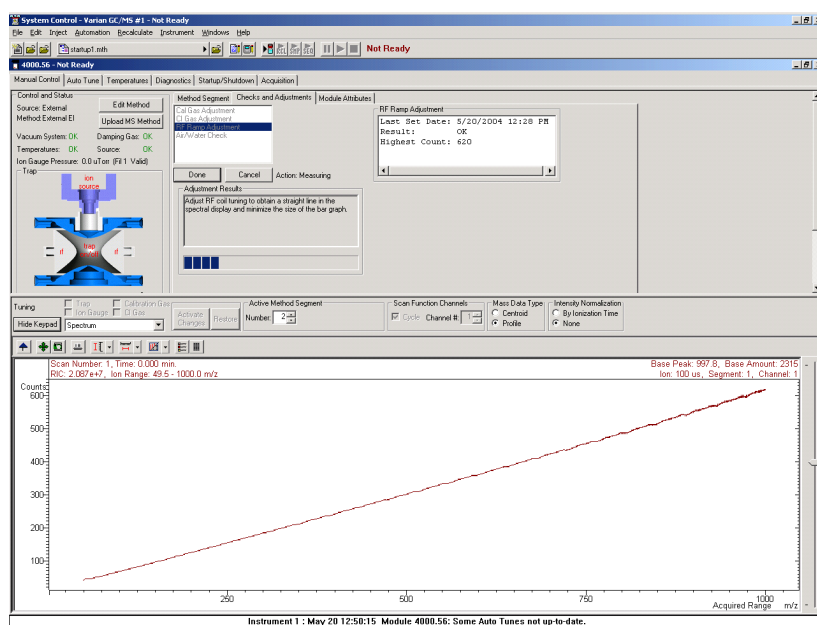 System Control - Varian GC/MS #1 - Not Ready
File Edit Inject Automation Recalculate Instrument Windows Help
startup1.mth
RCL SMP SEQ
Not Ready
4000.56 - Not Ready
Manual Control Auto Tune Temperatures Diagnostics Startup/Shutdown Acquisition
Control and Status
Source: External
Method:External EI
Edit Method
Upload MS Method
Vacuum System: OK Damping Gas: OK
Temperatures: OK Source: OK
Ion Gauge Pressure: 0.0 uTorr (Fil 1 Valid)
Trap
ion
source
trap
rf
rf
Method Segment Checks and Adjustments Module Attributes
Cal Gas Adjustment
CI Gas Adjustment
RF Ramp Adjustment
Air/Water Check
Done Cancel Action: Measuring
Adjustment Results
Adjust RF coil tuning to obtain a straight line in the
spectral display and minimize the size of the bar graph.
RF Ramp Adjustment
Last Set Date: 5/20/2004 12:28 PM
Result: OK
Highest Count: 620
Tuning
Trap Calibration Gas
Ion Gauge CI Gas
Hide Keypad
Spectrum
Activate
Changes
Restore
Active Method Segment
Number: 2
Scan Function Channels
Cycle Channel #: 1
Mass Data Type
Centroid
Profile
Intensity Normalization
By Ionization Time
None
Scan Number: 1, Time: 0.000 min.
RIC: 2.087e+7, Ion Range: 49.5 - 1000.0 m/z
Base Peak: 997.8, Base Amount: 2315
Ion: 100 us, Segment: 1, Channel: 1
Counts
600
500
400
300
200
100
250 500 750 1000
Acquired Range m/z
Instrument 1 : May 20 12:50:15 Module 4000.56: Some Auto Tunes not up-to-date.